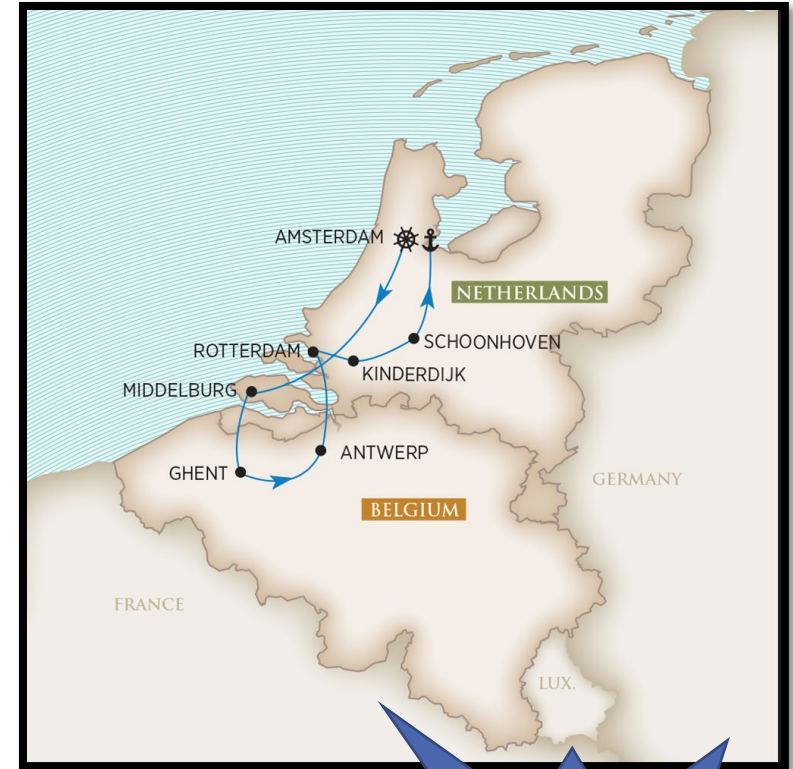 AMSTERDAM
NETHERLANDS
SCHOONHOVEN
ROTTERDAM
KINDERDIJK
MIDDELBURG
ANTWERP
GHENT
GERMANY
BELGIUM
FRANCE
LUX.